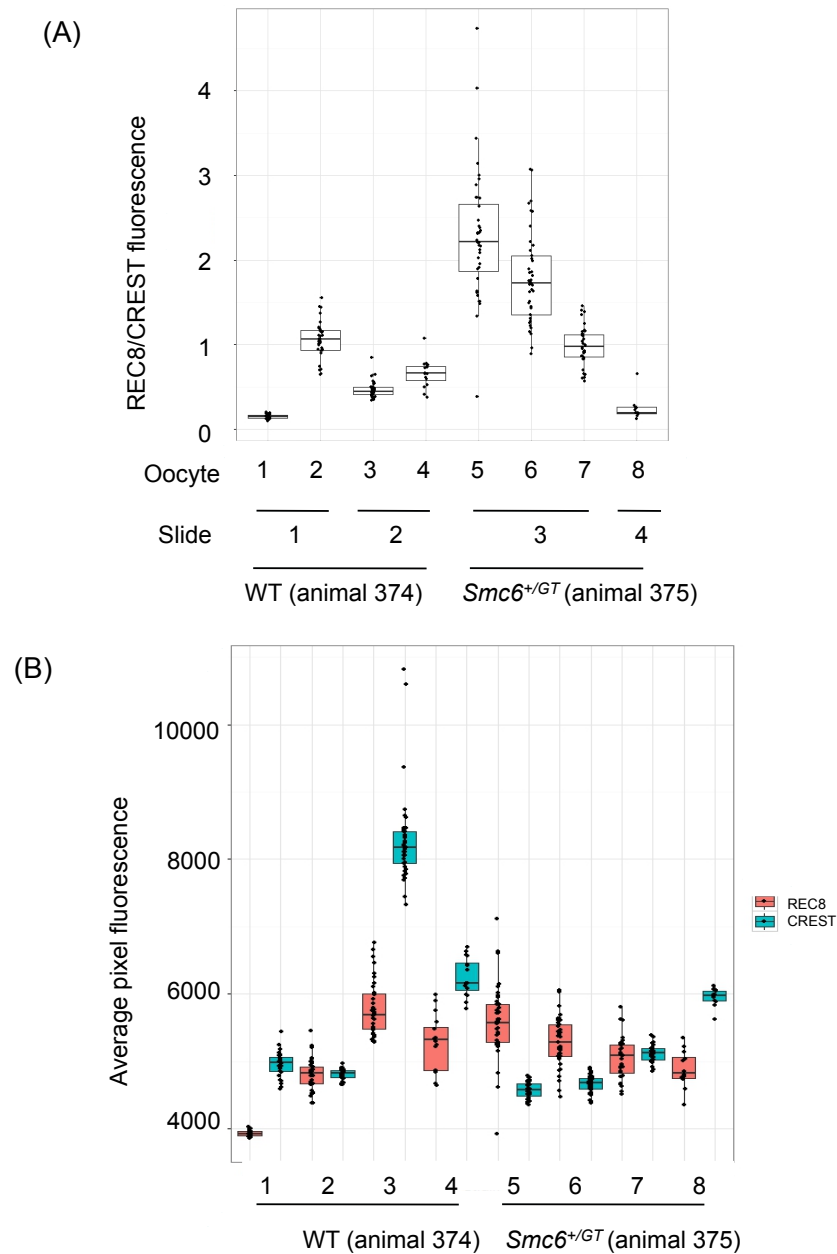 (A)
REC8/CREST fluorescence
4
3
2
1
0
Oocyte 1 2 3 4 5 6 7 8
Slide 1 2 3 4
WT (animal 374) Smc6+/GT (animal 375)
(B)
Average pixel fluorescence
10000
8000
6000
4000
REC8
CREST
1 2 3 4 5 6 7 8
WT (animal 374) Smc6+/GT (animal 375)